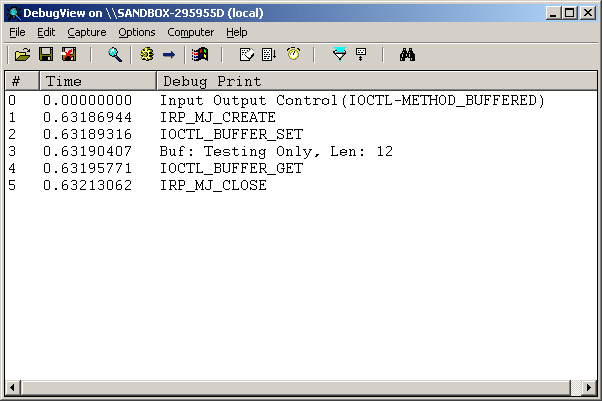 DebugView on \\SANDBOX-295955D (local)
File Edit Capture Options Computer Help
# Time Debug Print
0 0.00000000 Input Output Control(IOCTL-METHOD_BUFFERED)
1 0.63186944 IRP_MJ_CREATE
2 0.63189316 IOCTL_BUFFER_SET
3 0.63190407 Buf: Testing Only, Len: 12
4 0.63195771 IOCTL_BUFFER_GET
5 0.63213062 IRP_MJ_CLOSE